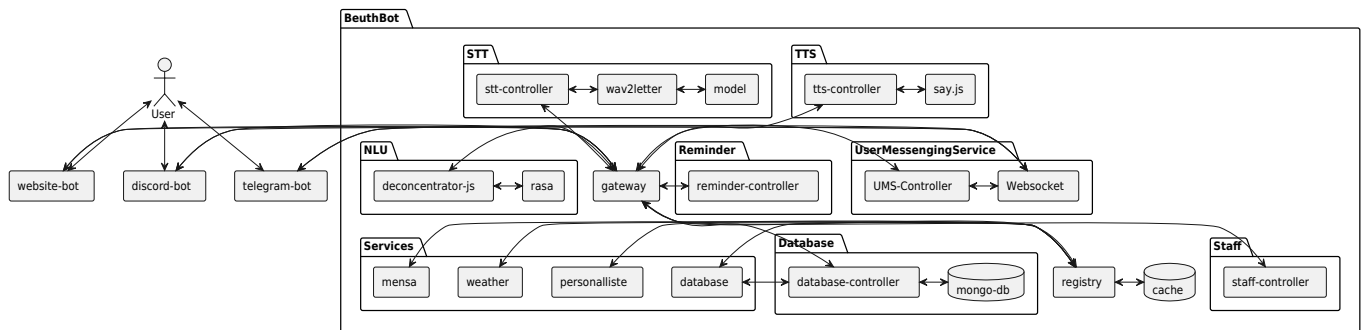 BeuthBot
STT
TTS
stt-controller
wav2letter
model
tts-controller
say.js
User
NLU
Reminder
UserMessengingService
website-bot
discord-bot
telegram-bot
deconcentrator-js
rasa
gateway
reminder-controller
UMS-Controller
Websocket
Services
Database
Staff
mensa
weather
personalliste
database
database-controller
mongo-db
registry
cache
staff-controller